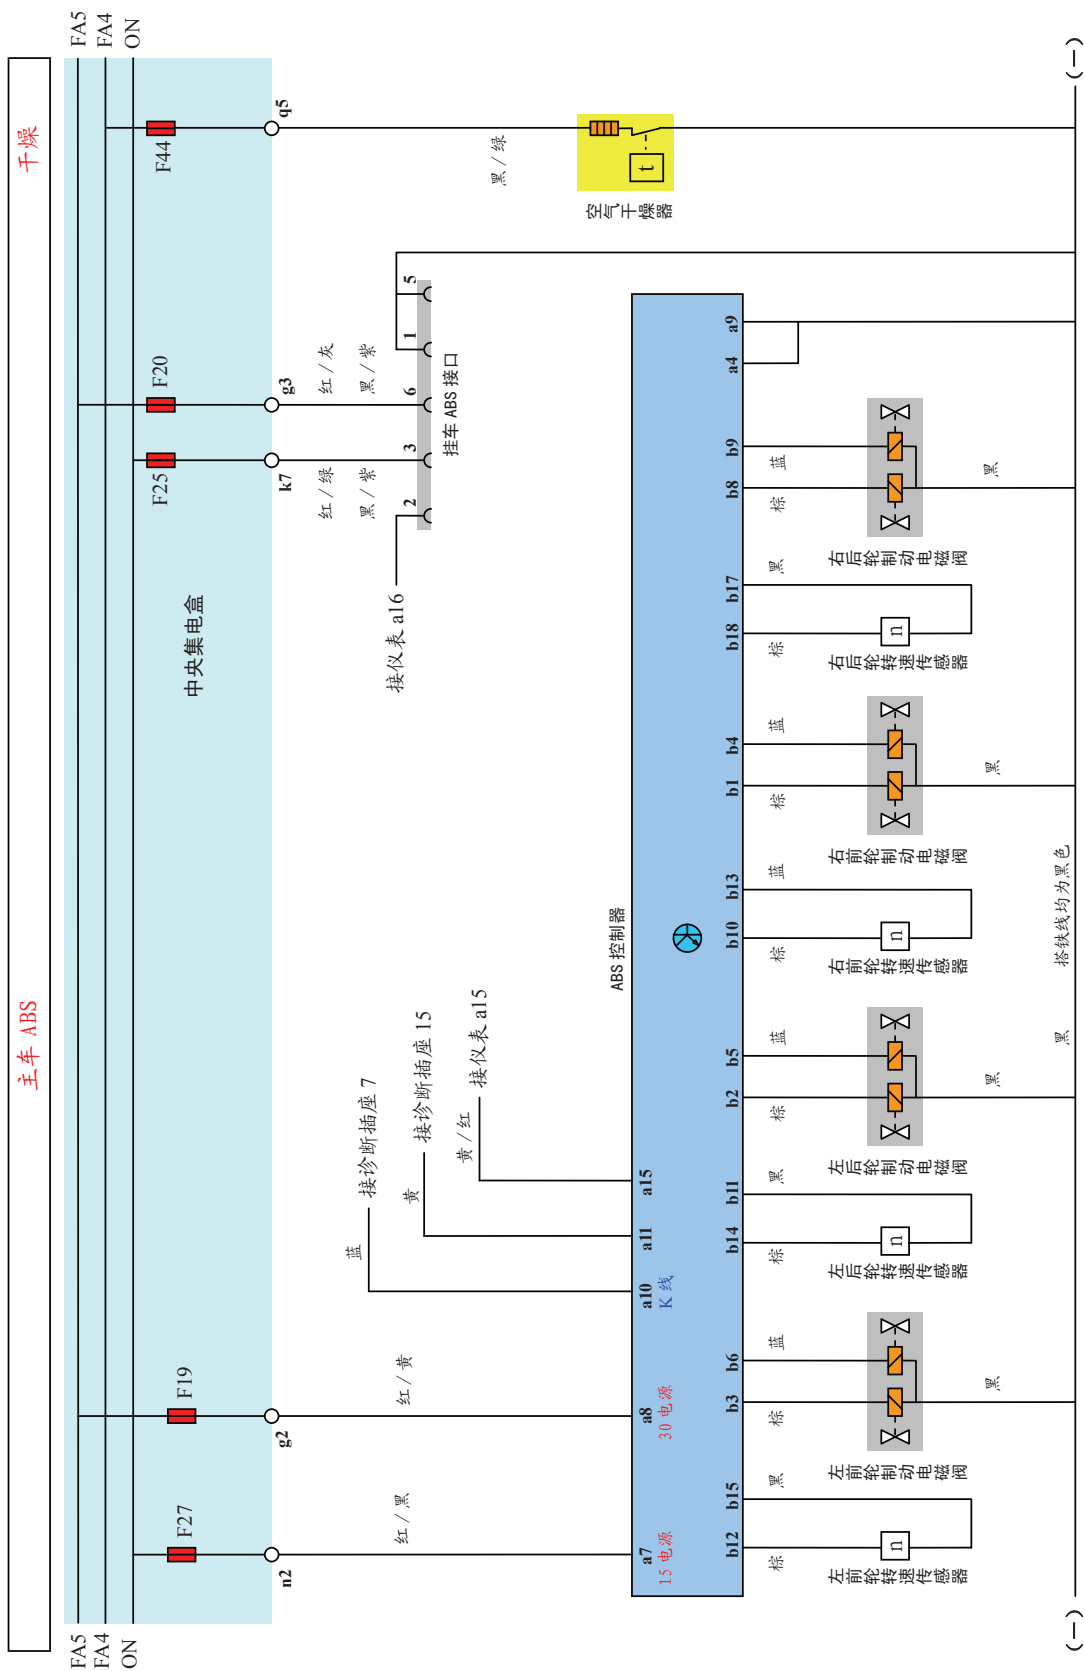 主车 ABS
干燥
FA5
FA4
ON
FA5
FA4
ON
F27
F19
F25
F20
F44
中央集电盒
n2
g2
k7
g3
q5
红/黑
红/黄
蓝
接诊断插座 7
黄
接诊断插座 15
黄/红
接仪表 a15
接仪表 a16
红/绿
黑/紫
红/灰
黑/紫
2
3
6
1
5
挂车 ABS 接口
黑/绿
t
空气干燥器
ABS 控制器
a7
15 电源
a8
30 电源
a10
K 线
a11
a15
b12
b15
b3
b6
b14
b11
b2
b5
b10
b13
b1
b4
b18
b17
b8
b9
a4
a9
棕
黑
棕
蓝
棕
黑
棕
蓝
棕
蓝
棕
蓝
棕
黑
棕
蓝
n
n
n
n
左前轮转速传感器
左前轮制动电磁阀
左后轮转速传感器
左后轮制动电磁阀
右前轮转速传感器
右前轮制动电磁阀
右后轮转速传感器
右后轮制动电磁阀
黑
黑
黑
黑
黑
搭铁线均为黑色
(—)
(—)